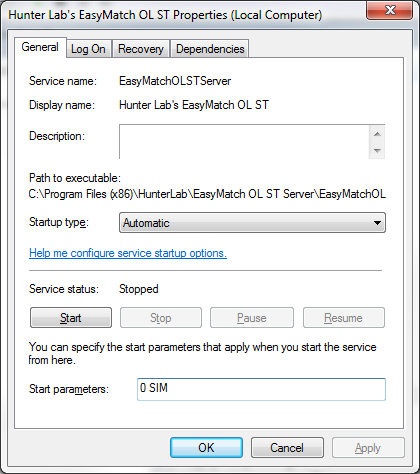 Hunter Lab's EasyMatch OL ST Properties (Local Computer)
General Log On Recovery Dependencies
Service name: EasyMatchOLSTServer
Display name: Hunter Lab's EasyMatch OL ST
Description:
Path to executable:
C:\Program Files (x86)\HunterLab\EasyMatch OL ST Server\EasyMatchOL
Startup type: Automatic
Help me configure service startup options.
Service status: Stopped
Start Stop Pause Resume
You can specify the start parameters that apply when you start the service
from here.
Start parameters: 0 SIM
OK Cancel Apply